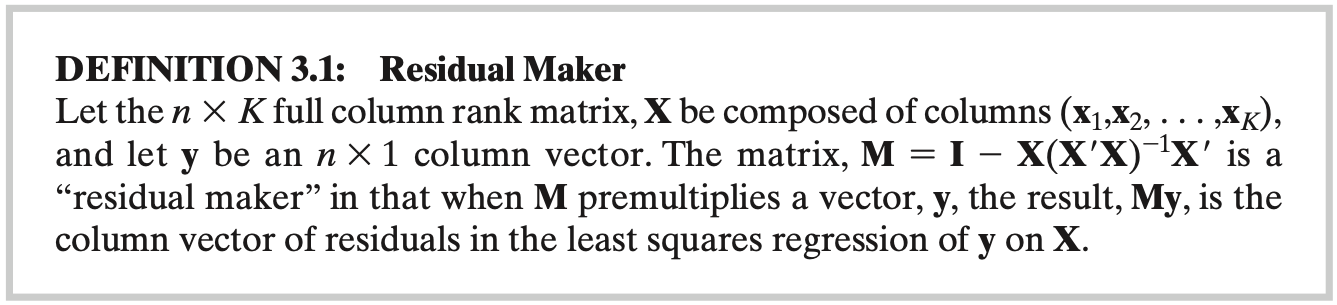 DEFINITION 3.1: Residual Maker
Let the n × K full column rank matrix, X be composed of columns (x₁,x₂, . . . ,x_K),
and let y be an n × 1 column vector. The matrix, M = I − X(X′X)⁻¹X′ is a
“residual maker” in that when M premultiplies a vector, y, the result, My, is the
column vector of residuals in the least squares regression of y on X.